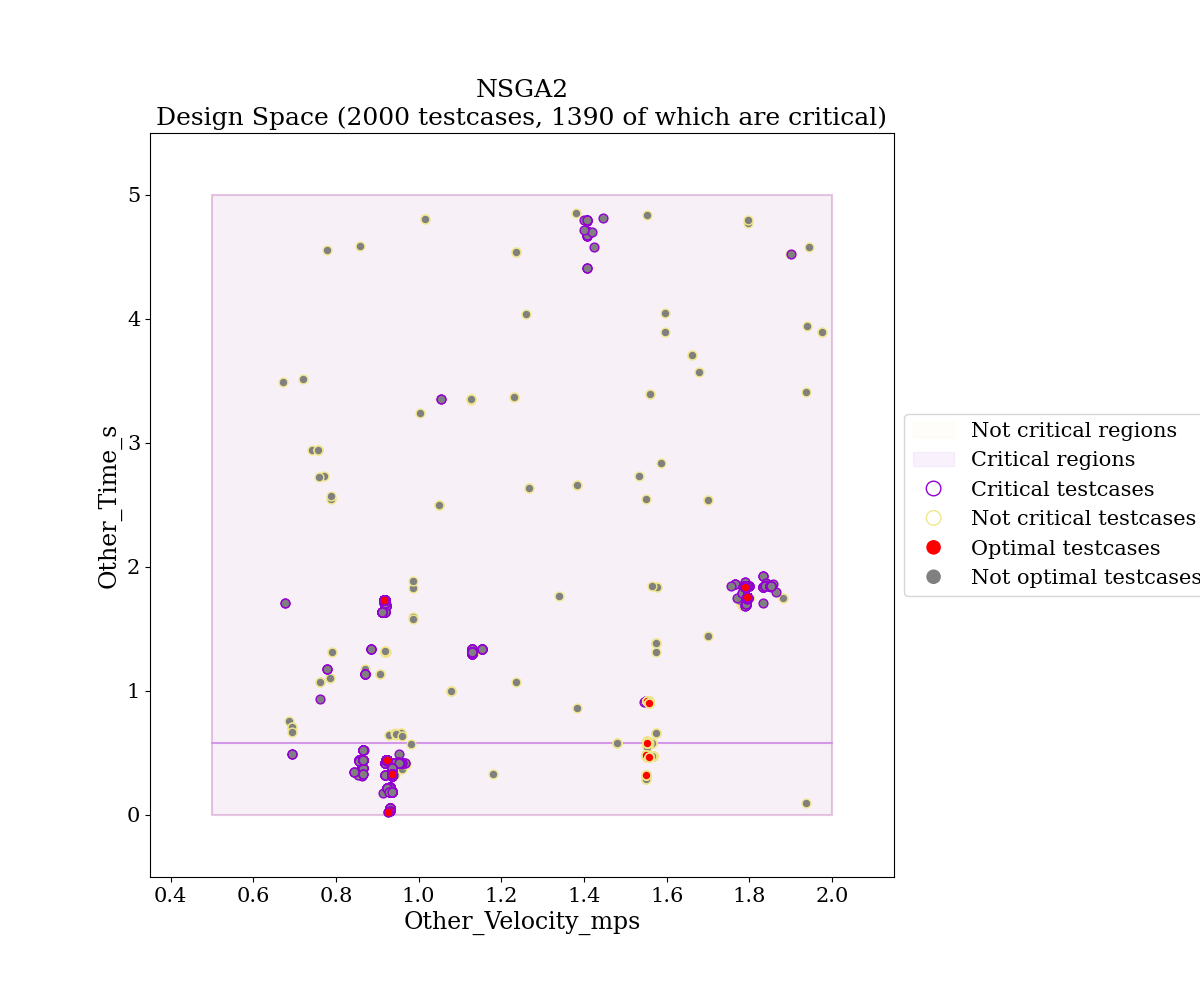 NSGA2
Design Space (2000 testcases, 1390 of which are critical)
5
4
3
2
1
0
Other_Time_s
0.4 0.6 0.8 1.0 1.2 1.4 1.6 1.8 2.0
Other_Velocity_mps
Not critical regions
Critical regions
Critical testcases
Not critical testcases
Optimal testcases
Not optimal testcases